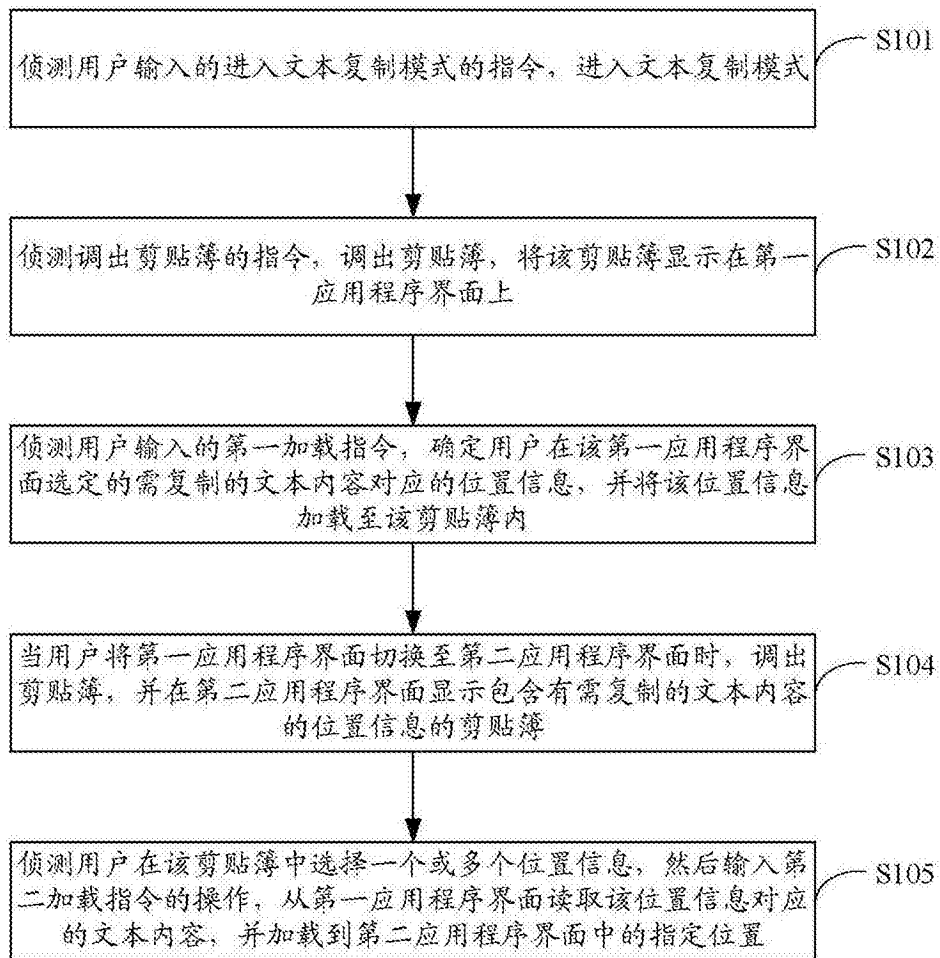 侦测用户输入的进入文本复制模式的指令，进入文本复制模式
S101
侦测调出剪贴簿的指令，调出剪贴簿，将该剪贴簿显示在第一
应用程序界面上
S102
侦测用户输入的第一加载指令，确定用户在该第一应用程序界
面选定的需复制的文本内容对应的位置信息，并将该位置信息
加载至该剪贴簿内
S103
当用户将第一应用程序界面切换至第二应用程序界面时，调出
剪贴簿，并在第二应用程序界面显示包含有需复制的文本内容
的位置信息的剪贴簿
S104
侦测用户在该剪贴簿中选择一个或多个位置信息，然后输入第
二加载指令的操作，从第一应用程序界面读取该位置信息对应
的文本内容，并加载到第二应用程序界面中的指定位置
S105